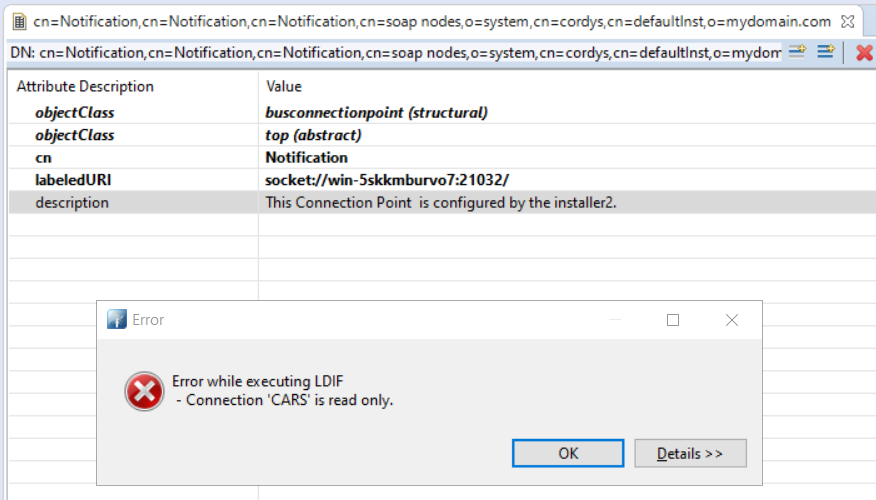 cn=Notification,cn=Notification,cn=Notification,cn=soap nodes,o=system,cn=cordys,cn=defaultInst,o=mydomain.com
DN: cn=Notification,cn=Notification,cn=Notification,cn=soap nodes,o=system,cn=cordys,cn=defaultInst,o=mydom
Attribute Description Value
objectClass busconnectionpoint (structural)
objectClass top (abstract)
cn Notification
labeledURI socket://win-5skkmburvo7:21032/
description This Connection Point  is configured by the installer2.
Error
Error while executing LDIF
- Connection 'CARS' is read only.
OK Details >>